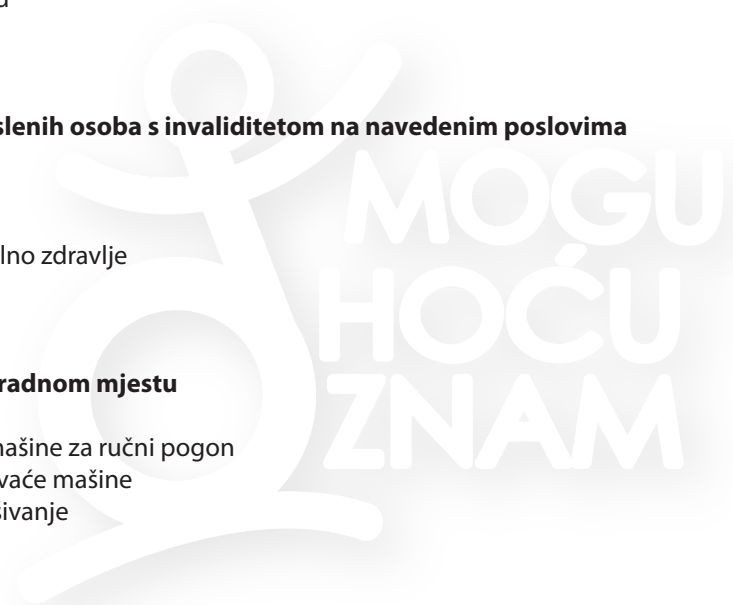 slenih osoba s invaliditetom na navedenim poslovima
MOGU
lno zdravlje
HOĆU
radnom mjestu
ZNAM
mašine za ručni pogon
vaće mašine
šivanje